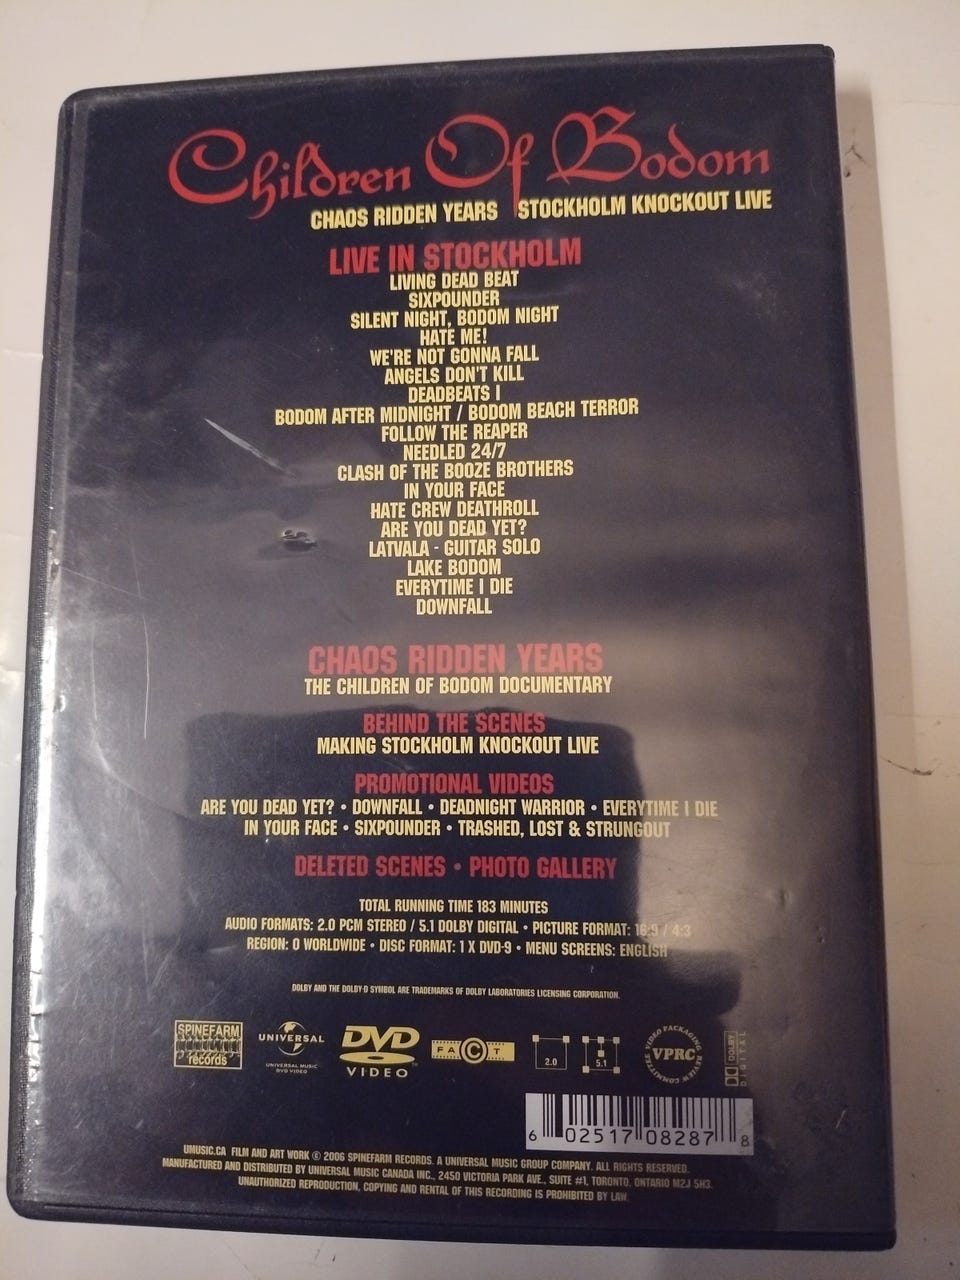 Children Of Bodom
CHAOS RIDDEN YEARS STOCKHOLM KNOCKOUT LIVE
LIVE IN STOCKHOLM
LIVING DEAD BEAT
SIXPOUNDER
SILENT NIGHT, BODOM NIGHT
HATE ME!
WE'RE NOT GONNA FALL
ANGELS DON'T KILL
DEADBEATS I
BODOM AFTER MIDNIGHT / BODOM BEACH TERROR
FOLLOW THE REAPER
NEEDLED 24/7
CLASH OF THE BOOZE BROTHERS
IN YOUR FACE
HATE CREW DEATHROLL
ARE YOU DEAD YET?
LATVALA - GUITAR SOLO
LAKE BODOM
EVERYTIME I DIE
DOWNFALL
CHAOS RIDDEN YEARS
THE CHILDREN OF BODOM DOCUMENTARY
BEHIND THE SCENES
MAKING STOCKHOLM KNOCKOUT LIVE
PROMOTIONAL VIDEOS
ARE YOU DEAD YET? • DOWNFALL • DEADNIGHT WARRIOR • EVERYTIME I DIE
IN YOUR FACE • SIXPOUNDER • TRASHED, LOST & STRUNGOUT
DELETED SCENES • PHOTO GALLERY
TOTAL RUNNING TIME 183 MINUTES
AUDIO FORMATS: 2.0 PCM STEREO / 5.1 DOLBY DIGITAL • PICTURE FORMAT: 16:9 / 4:3
REGION: 0 WORLDWIDE • DISC FORMAT: 1 X DVD-9 • MENU SCREENS: ENGLISH
DOLBY AND THE DOLBY-D SYMBOL ARE TRADEMARKS OF DOLBY LABORATORIES LICENSING CORPORATION.
SPINEFARM
records
UNIVERSAL
UNIVERSAL MUSIC
DVD VIDEO
DVD
VIDEO™
FACT
2.0
5.1
VIDEO PACKAGING REVIEW COMMITTEE
VPRC
DOLBY
DIGITAL
6 02517 08287 8
UMUSIC.CA FILM AND ART WORK © 2006 SPINEFARM RECORDS. A UNIVERSAL MUSIC GROUP COMPANY. ALL RIGHTS RESERVED.
MANUFACTURED AND DISTRIBUTED BY UNIVERSAL MUSIC CANADA INC., 2450 VICTORIA PARK AVE., SUITE #1, TORONTO, ONTARIO M2J 5H3.
UNAUTHORIZED REPRODUCTION, COPYING AND RENTAL OF THIS RECORDING IS PROHIBITED BY LAW.